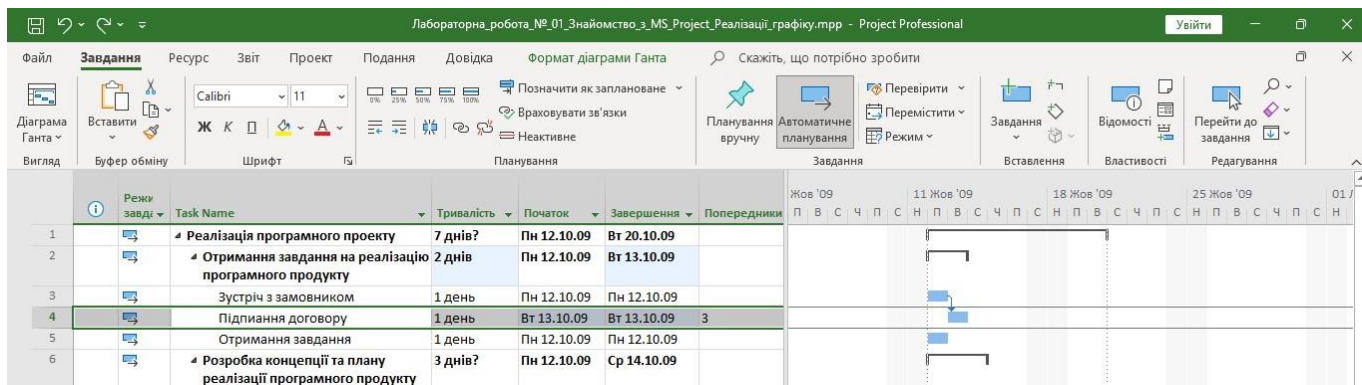 Лабораторна_робота_№_01_Знайомство_з_MS_Project_Реалізації_графіку.mpp - Project Professional
Увійти
Файл Завдання Ресурс Звіт Проект Подання Довідка Формат діаграми Ганта Скажіть, що потрібно зробити
Діаграма Ганта
Вставити
Calibri 11
Ж К П А
0% 25% 50% 75% 100%
Позначити як заплановане
Враховувати зв'язки
Неактивне
Планування вручну
Автоматичне планування
Перевірити
Перемістити
Режим
Завдання
Відомості
Перейти до завдання
Вигляд Буфер обміну Шрифт Планування Завдання Вставлення Властивості Редагування
Жов '09 11 Жов '09 18 Жов '09 25 Жов '09 01
Режи завда Task Name Тривалість Початок Завершення Попередники
П В С Ч П С Н П В С Ч П С Н П В С Ч П С Н П В С Ч П С Н
1 Реалізація програмного проекту 7 днів? Пн 12.10.09 Вт 20.10.09
2 Отримання завдання на реалізацію 2 днів Пн 12.10.09 Вт 13.10.09
програмного продукту
3 Зустріч з замовником 1 день Пн 12.10.09 Пн 12.10.09
4 Підпиання договору 1 день Вт 13.10.09 Вт 13.10.09 3
5 Отримання завдання 1 день Пн 12.10.09 Пн 12.10.09
6 Розробка концепції та плану 3 днів? Пн 12.10.09 Ср 14.10.09
реалізації програмного продукту